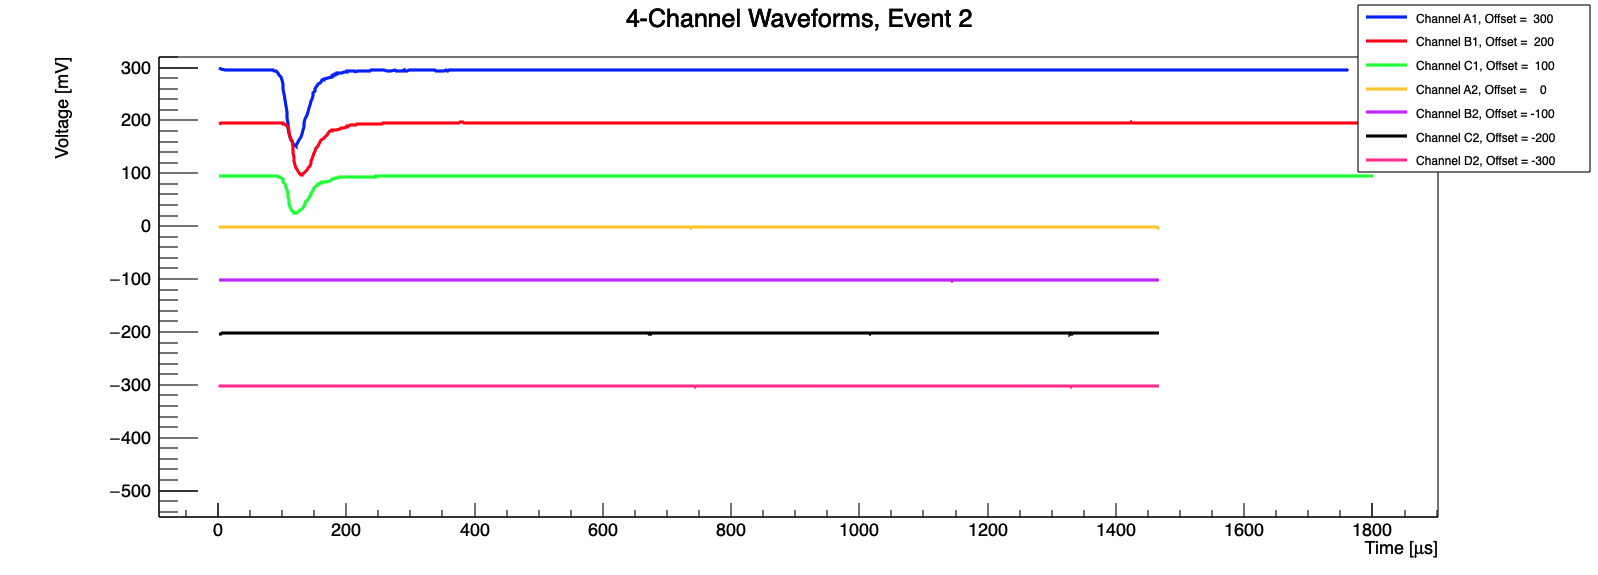 4-Channel Waveforms, Event 2
Channel A1, Offset = 300
Channel B1, Offset = 200
Channel C1, Offset = 100
Channel A2, Offset = 0
Channel B2, Offset = -100
Channel C2, Offset = -200
Channel D2, Offset = -300
Voltage [mV]
300
200
100
0
−100
−200
−300
−400
−500
0 200 400 600 800 1000 1200 1400 1600 1800
Time [μs]